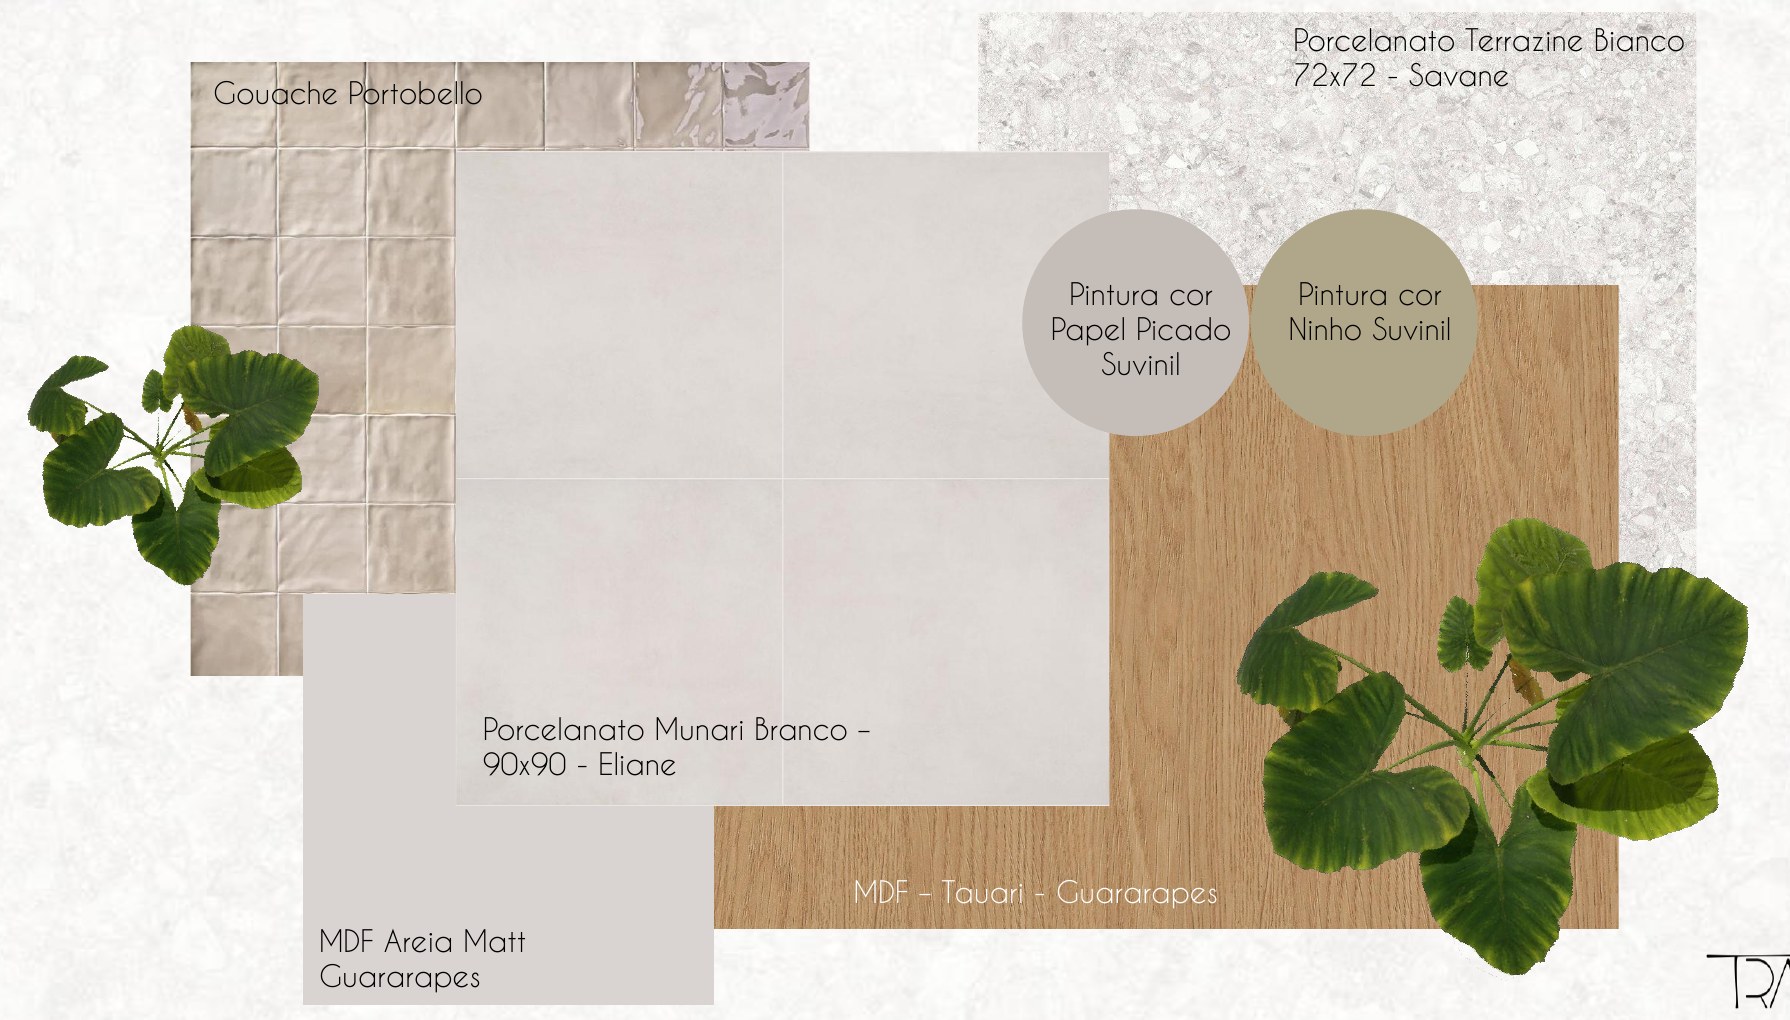 Porcelanato Terrazine Bianco
72x72 - Savane
Gouache Portobello
Pintura cor
Papel Picado
Suvinil
Pintura cor
Ninho Suvinil
Porcelanato Munari Branco –
90x90 - Eliane
MDF – Tauari - Guararapes
MDF Areia Matt
Guararapes